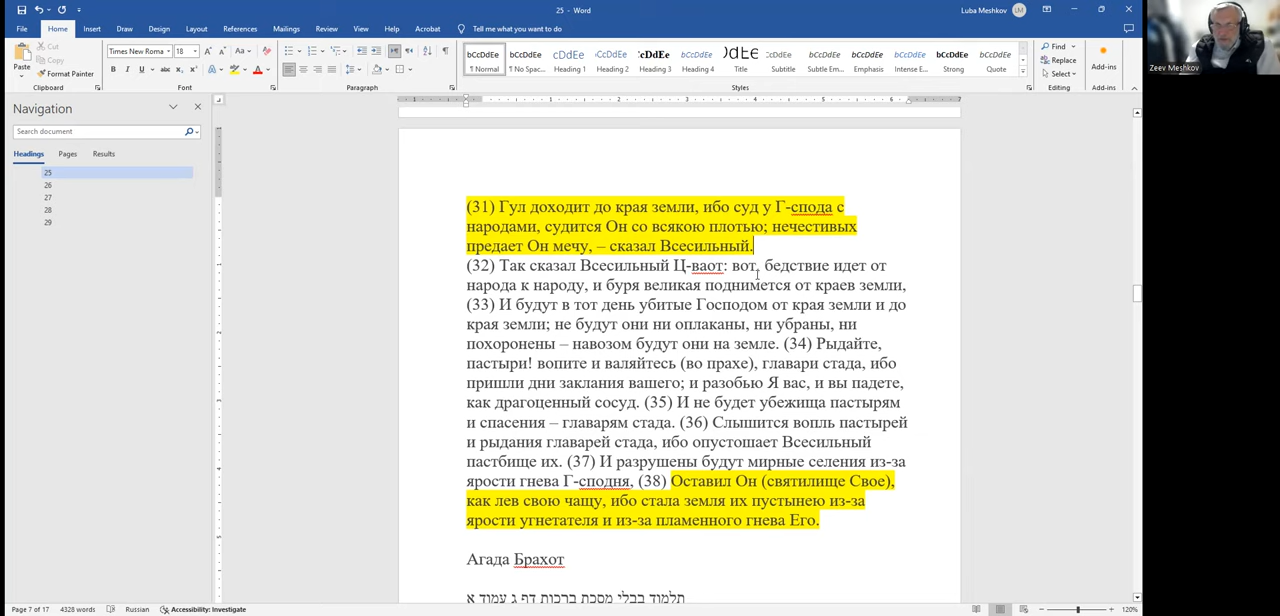 25 - Word
Luba Meshkov
LM
File
Home
Insert
Draw
Design
Layout
References
Mailings
Review
View
Help
Acrobat
Tell me what you want to do
Paste
Cut
Copy
Format Painter
Clipboard
Times New Roma
18
Font
Paragraph
Normal
No Spac...
Heading 1
Heading 2
Heading 3
Heading 4
Title
Subtitle
Subtle Em...
Emphasis
Intense E...
Strong
Quote
Styles
Find
Replace
Select
Editing
Add-ins
Add-ins
Zeev Meshkov
Navigation
Search document
Headings
Pages
Results
25
26
27
28
29
(31) Гул доходит до края земли, ибо суд у Г-спода с
народами, судится Он со всякою плотью; нечестивых
предает Он мечу, – сказал Всесильный.
(32) Так сказал Всесильный Ц-ваот: вот, бедствие идет от
народа к народу, и буря великая поднимется от краев земли,
(33) И будут в тот день убитые Господом от края земли и до
края земли; не будут они ни оплаканы, ни убраны, ни
похоронены – навозом будут они на земле. (34) Рыдайте,
пастыри! вопите и валяйтесь (во прахе), главари стада, ибо
пришли дни заклания вашего; и разобью Я вас, и вы падете,
как драгоценный сосуд. (35) И не будет убежища пастырям
и спасения – главарям стада. (36) Слышится вопль пастырей
и рыдания главарей стада, ибо опустошает Всесильный
пастбище их. (37) И разрушены будут мирные селения из-за
ярости гнева Г-сподня, (38) Оставил Он (святилище Свое),
как лев свою чащу, ибо стала земля их пустынею из-за
ярости угнетателя и из-за пламенного гнева Его.
Агада Брахот
תלמוד בבלי מסכת ברכות דף ג עמוד א
Page 7 of 17
4328 words
Russian
Accessibility: Investigate
120%